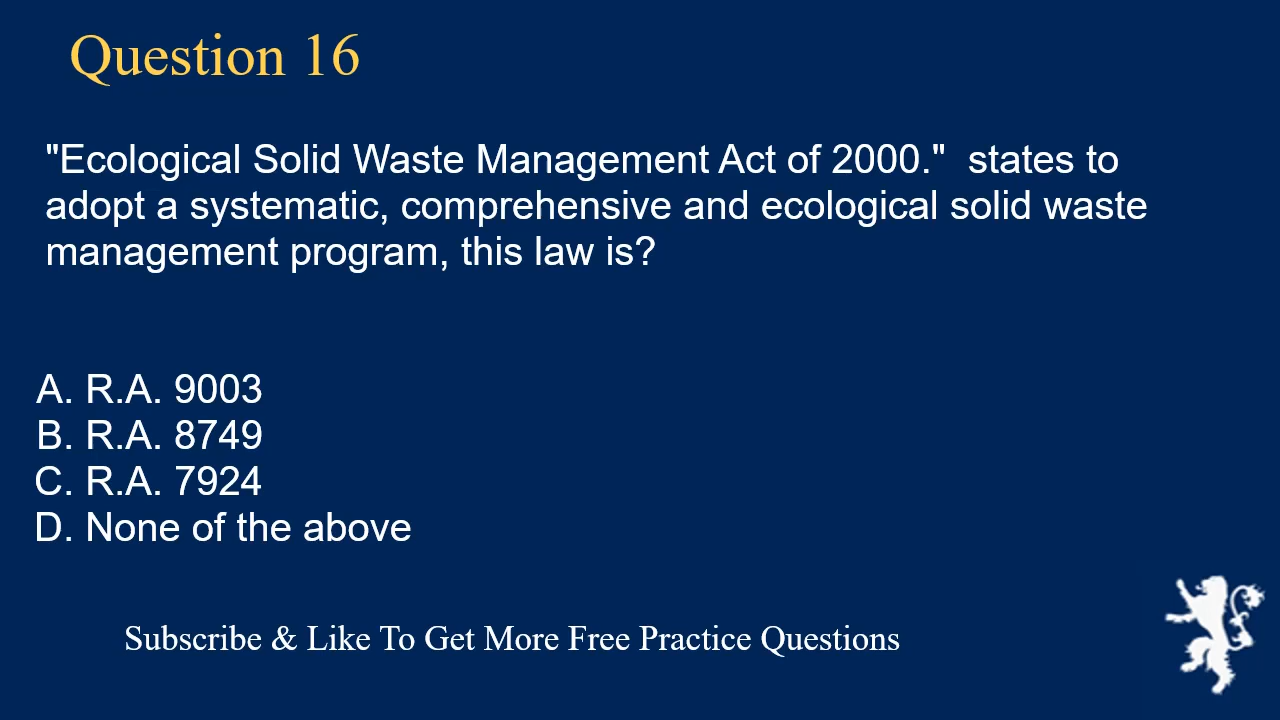 Question 16
"Ecological Solid Waste Management Act of 2000."  states to
adopt a systematic, comprehensive and ecological solid waste
management program, this law is?
A. R.A. 9003
B. R.A. 8749
C. R.A. 7924
D. None of the above
Subscribe & Like To Get More Free Practice Questions